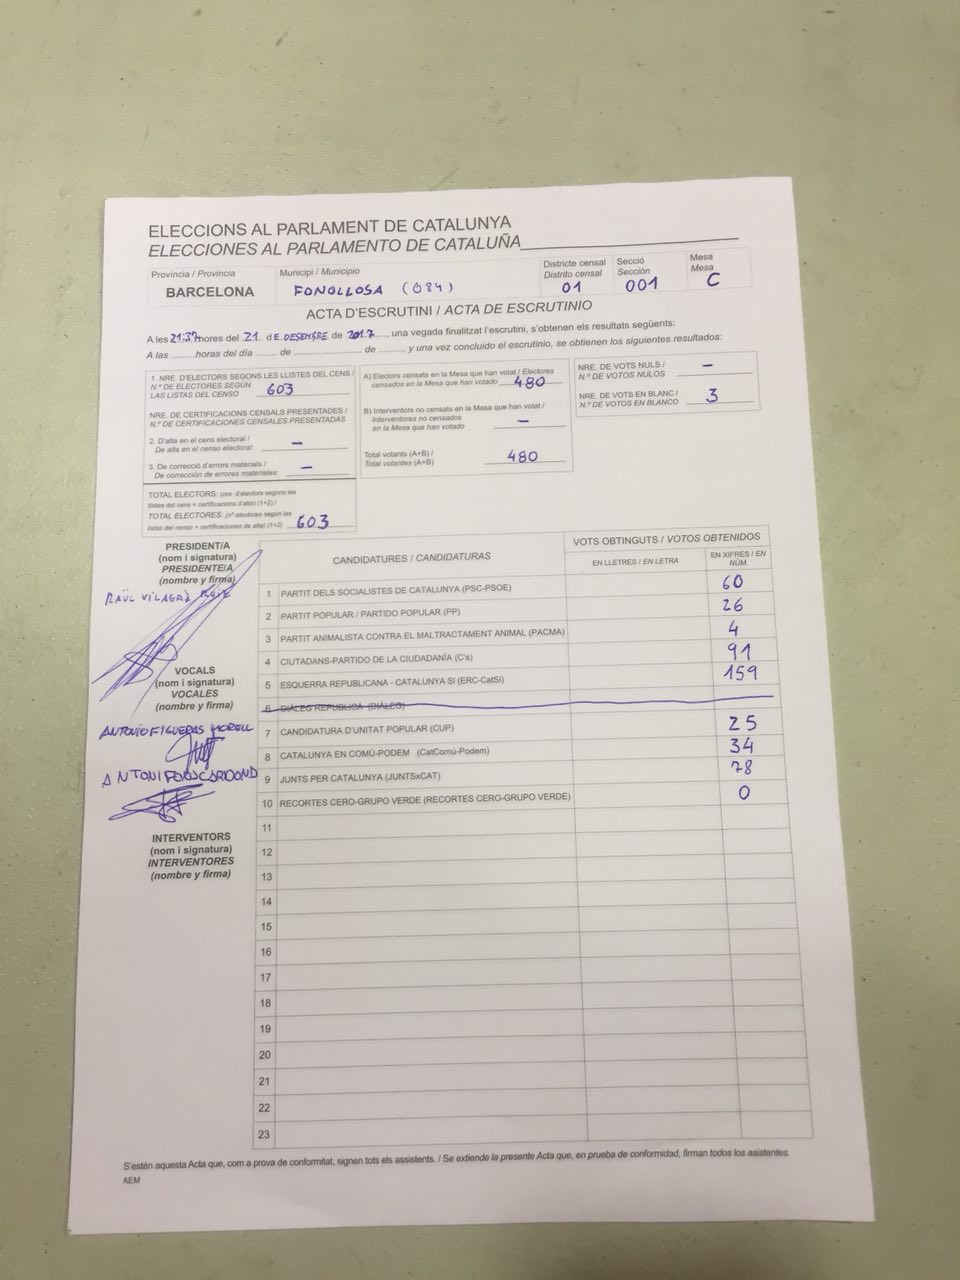 ELECCIONS AL PARLAMENT DE CATALUNYA
ELECCIONES AL PARLAMENTO DE CATALUÑA
Província / Provincia
BARCELONA
Municipi / Municipio
FONOLLOSA (084)
Districte censal
Distrito censal
01
Secció
Sección
001
Mesa
Mesa
C
ACTA D'ESCRUTINI / ACTA DE ESCRUTINIO
A les 21:37 hores del 21 dE DESEMBRE de 2017, una vegada finalitzat l'escrutini, s'obtenen els resultats següents:
A las .........horas del día ....... de ....................... de ........, y una vez concluido el escrutinio, se obtienen los siguientes resultados:
1. NRE. D'ELECTORS SEGONS LES LLISTES DEL CENS /
N.º DE ELECTORES SEGÚN
LAS LISTAS DEL CENSO 603
NRE. DE CERTIFICACIONS CENSALS PRESENTADES /
N.º DE CERTIFICACIONES CENSALES PRESENTADAS
2. D'alta en el cens electoral /
De alta en el censo electoral: –
3. De correcció d'errors materials /
De corrección de errores materiales: –
TOTAL ELECTORS: (nre. d'electors segons les
llistes del cens + certificacions d'alta) (1+2) /
TOTAL ELECTORES: (nº electores según las
listas del censo + certificaciones de alta) (1+2) 603
A) Electors censats en la Mesa que han votat / Electores
censados en la Mesa que han votado 480
B) Interventors no censats en la Mesa que han votat /
Interventores no censados
en la Mesa que han votado –
Total votants (A+B) /
Total votantes (A+B) 480
NRE. DE VOTS NULS /
N.º DE VOTOS NULOS –
NRE. DE VOTS EN BLANC /
N.º DE VOTOS EN BLANCO 3
PRESIDENT/A
(nom i signatura)
PRESIDENTE/A
(nombre y firma)
RAÜL VILAGRÀ RUIZ
VOCALS
(nom i signatura)
VOCALES
(nombre y firma)
ANTONI FIGUERAS MORELL
ANTONI
INTERVENTORS
(nom i signatura)
INTERVENTORES
(nombre y firma)
CANDIDATURES / CANDIDATURAS
VOTS OBTINGUTS / VOTOS OBTENIDOS
EN LLETRES / EN LETRA
EN XIFRES / EN NÚM.
1 PARTIT DELS SOCIALISTES DE CATALUNYA (PSC-PSOE) 60
2 PARTIT POPULAR / PARTIDO POPULAR (PP) 26
3 PARTIT ANIMALISTA CONTRA EL MALTRACTAMENT ANIMAL (PACMA) 4
4 CIUTADANS-PARTIDO DE LA CIUDADANÍA (C's) 91
5 ESQUERRA REPUBLICANA - CATALUNYA SÍ (ERC-CatSí) 159
6 DIÀLEG REPUBLICÀ (DIÀLEG)
7 CANDIDATURA D'UNITAT POPULAR (CUP) 25
8 CATALUNYA EN COMÚ-PODEM (CatComú-Podem) 34
9 JUNTS PER CATALUNYA (JUNTSxCAT) 78
10 RECORTES CERO-GRUPO VERDE (RECORTES CERO-GRUPO VERDE) 0
11
12
13
14
15
16
17
18
19
20
21
22
23
S'estén aquesta Acta que, com a prova de conformitat, signen tots els assistents. / Se extiende la presente Acta que, en prueba de conformidad, firman todos los asistentes.
AEM